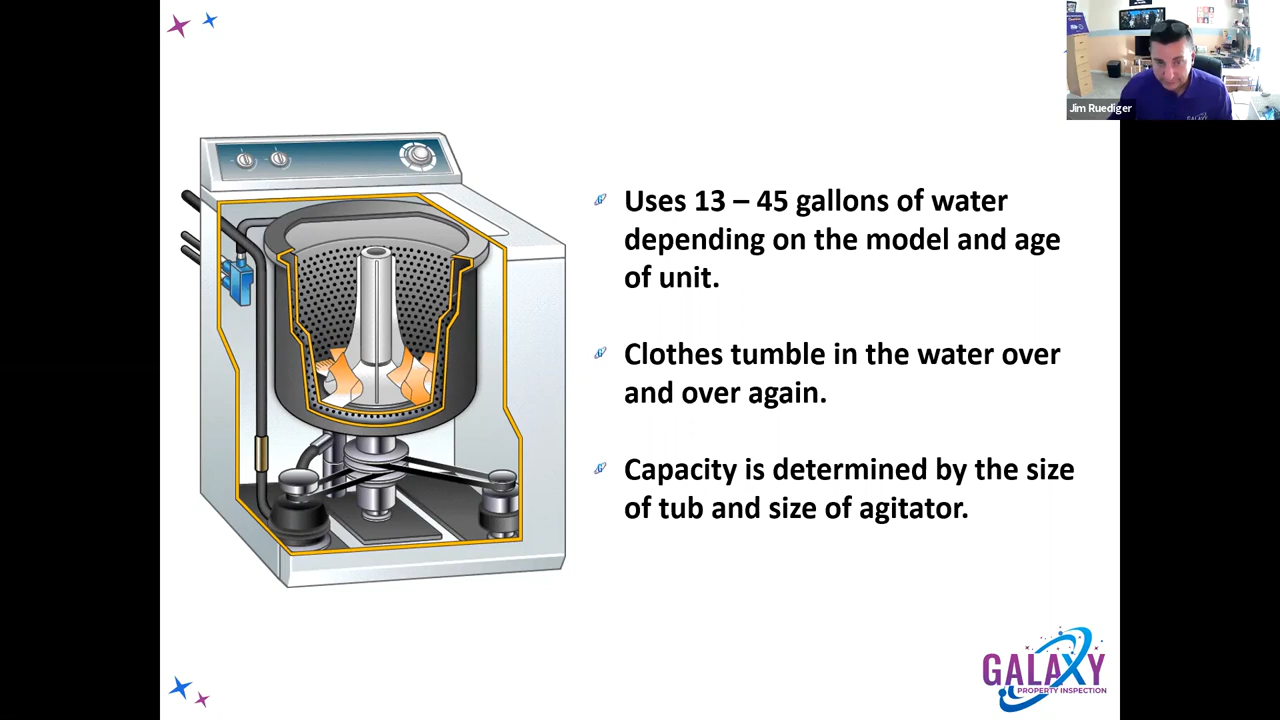 Jim Ruediger
GALAXY
Uses 13 – 45 gallons of water
depending on the model and age
of unit.
Clothes tumble in the water over
and over again.
Capacity is determined by the size
of tub and size of agitator.
GALAXY
PROPERTY INSPECTION